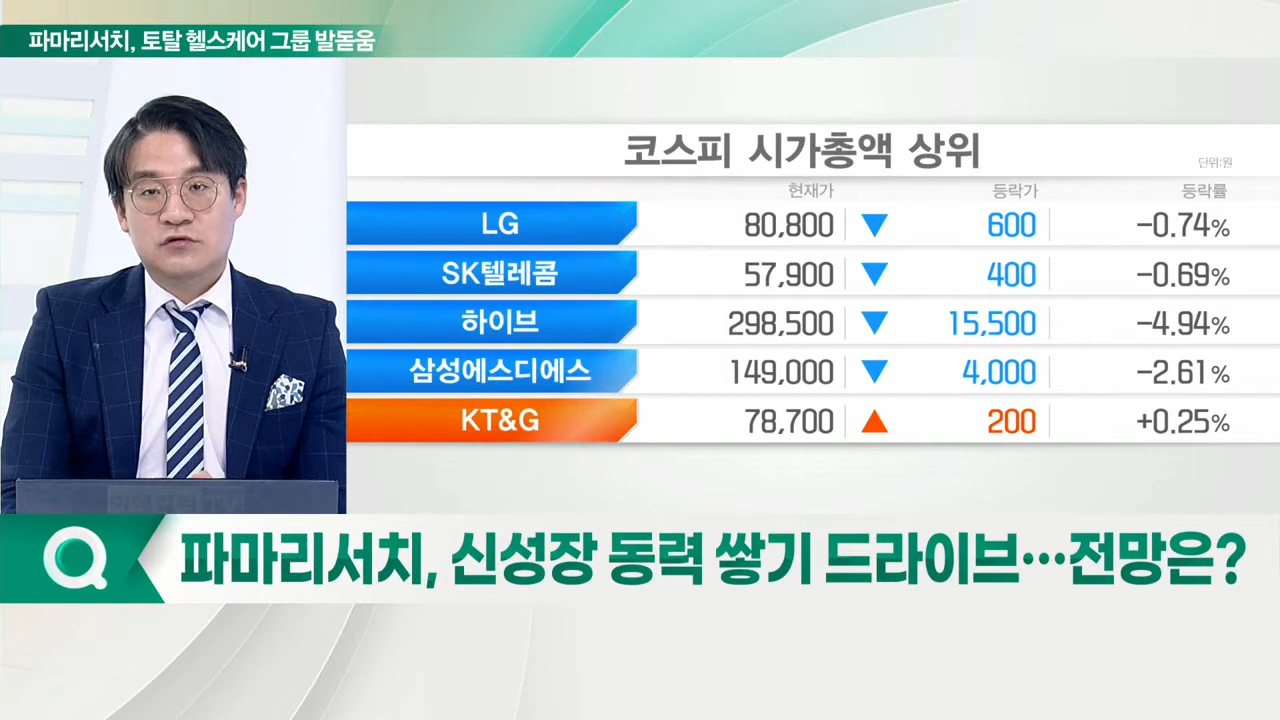 파마리서치, 토탈 헬스케어 그룹 발돋움
코스피 시가총액 상위
단위:원
현재가 등락가 등락률
LG 80,800 ▼ 600 -0.74%
SK텔레콤 57,900 ▼ 400 -0.69%
하이브 298,500 ▼ 15,500 -4.94%
삼성에스디에스 149,000 ▼ 4,000 -2.61%
KT&G 78,700 ▲ 200 +0.25%
Q 파마리서치, 신성장 동력 쌓기 드라이브…전망은?